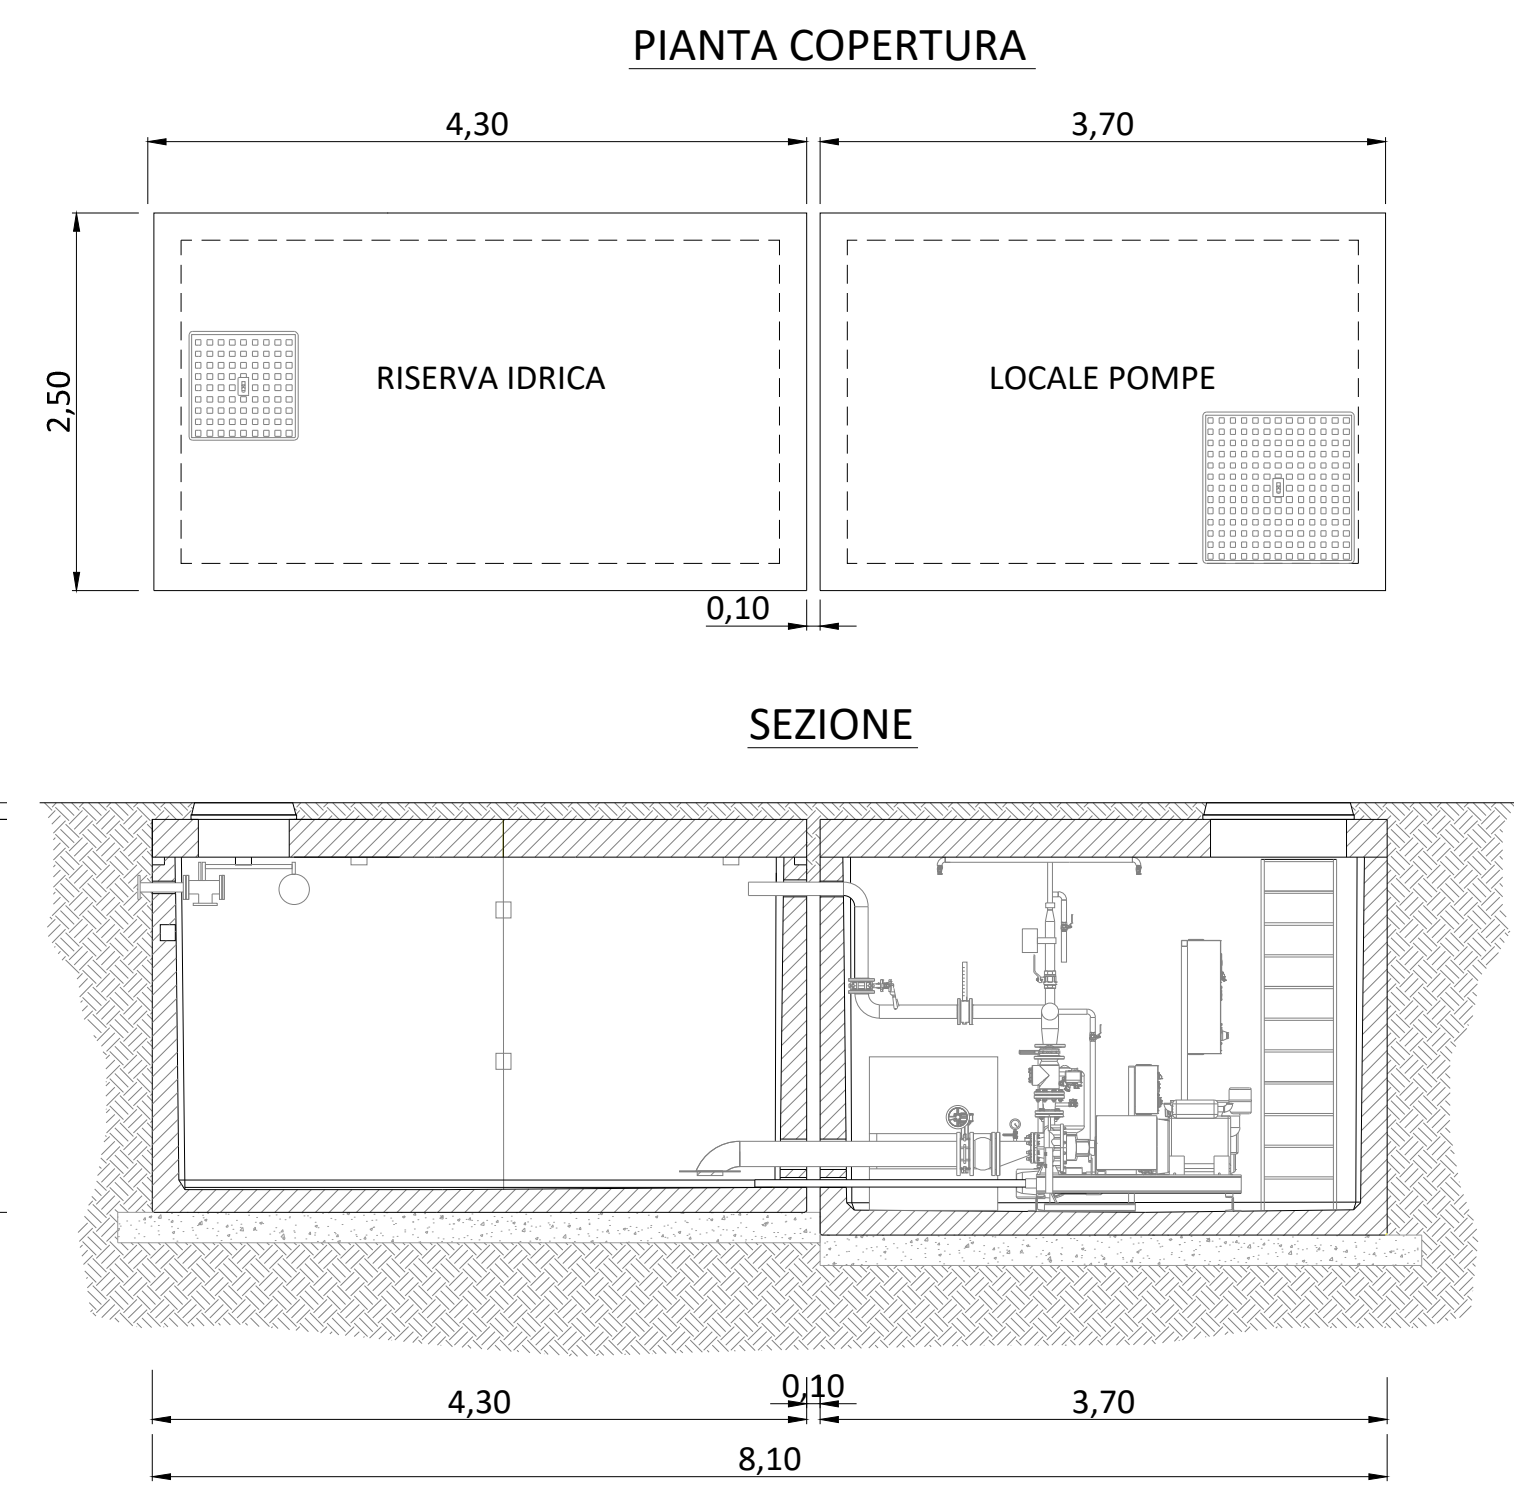 PIANTA COPERTURA
4,30
3,70
2,50
RISERVA IDRICA
LOCALE POMPE
0,10
SEZIONE
0,10
4,30
3,70
8,10